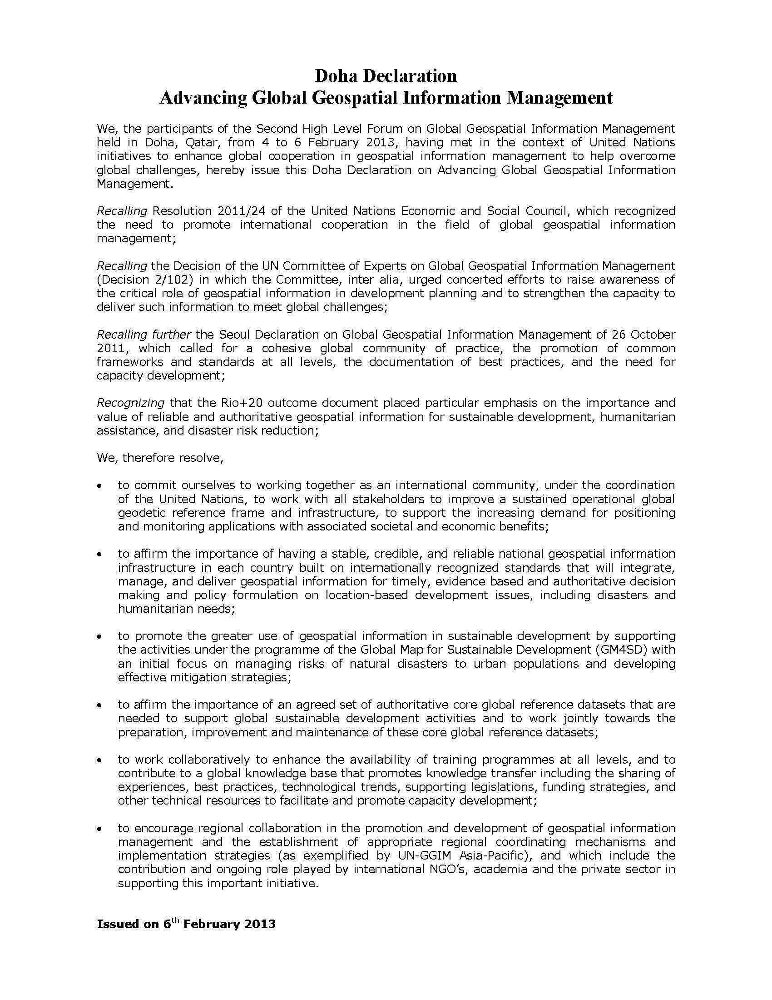 Doha Declaration
Advancing Global Geospatial Information Management
We, the participants of the Second High Level Forum on Global Geospatial Information Management
held in Doha, Qatar, from 4 to 6 February 2013, having met in the context of United Nations
initiatives to enhance global cooperation in geospatial information management to help overcome
global challenges, hereby issue this Doha Declaration on Advancing Global Geospatial Information
Management.
Recalling Resolution 2011/24 of the United Nations Economic and Social Council, which recognized
the need to promote international cooperation in the field of global geospatial information
management;
Recalling the Decision of the UN Committee of Experts on Global Geospatial Information Management
(Decision 2/102) in which the Committee, inter alia, urged concerted efforts to raise awareness of
the critical role of geospatial information in development planning and to strengthen the capacity to
deliver such information to meet global challenges;
Recalling further the Seoul Declaration on Global Geospatial Information Management of 26 October
2011, which called for a cohesive global community of practice, the promotion of common
frameworks and standards at all levels, the documentation of best practices, and the need for
capacity development;
Recognizing that the Rio+20 outcome document placed particular emphasis on the importance and
value of reliable and authoritative geospatial information for sustainable development, humanitarian
assistance, and disaster risk reduction;
We, therefore resolve,
• to commit ourselves to working together as an international community, under the coordination
of the United Nations, to work with all stakeholders to improve a sustained operational global
geodetic reference frame and infrastructure, to support the increasing demand for positioning
and monitoring applications with associated societal and economic benefits;
• to affirm the importance of having a stable, credible, and reliable national geospatial information
infrastructure in each country built on internationally recognized standards that will integrate,
manage, and deliver geospatial information for timely, evidence based and authoritative decision
making and policy formulation on location-based development issues, including disasters and
humanitarian needs;
• to promote the greater use of geospatial information in sustainable development by supporting
the activities under the programme of the Global Map for Sustainable Development (GM4SD) with
an initial focus on managing risks of natural disasters to urban populations and developing
effective mitigation strategies;
• to affirm the importance of an agreed set of authoritative core global reference datasets that are
needed to support global sustainable development activities and to work jointly towards the
preparation, improvement and maintenance of these core global reference datasets;
• to work collaboratively to enhance the availability of training programmes at all levels, and to
contribute to a global knowledge base that promotes knowledge transfer including the sharing of
experiences, best practices, technological trends, supporting legislations, funding strategies, and
other technical resources to facilitate and promote capacity development;
• to encourage regional collaboration in the promotion and development of geospatial information
management and the establishment of appropriate regional coordinating mechanisms and
implementation strategies (as exemplified by UN-GGIM Asia-Pacific), and which include the
contribution and ongoing role played by international NGO’s, academia and the private sector in
supporting this important initiative.
Issued on 6th February 2013